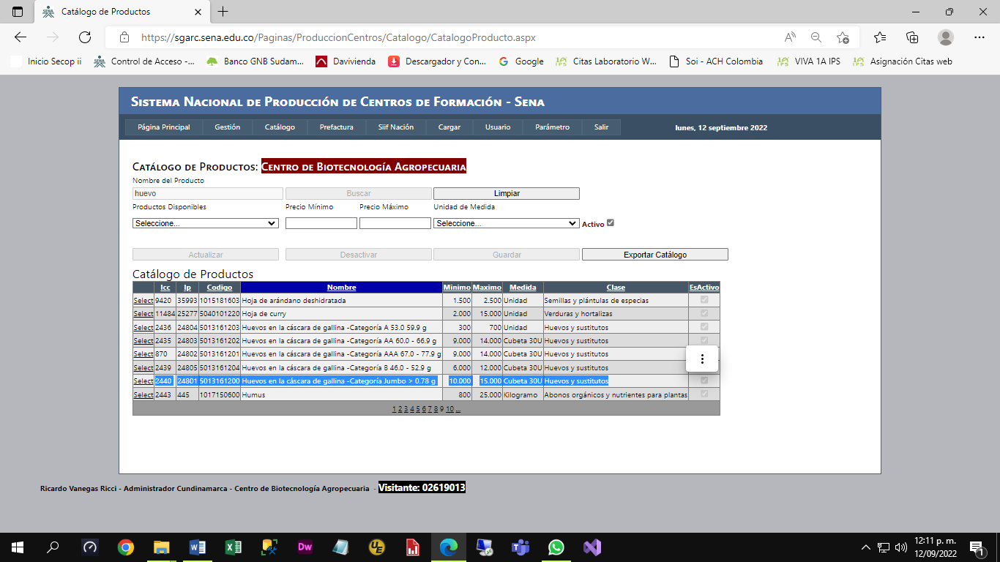 Catálogo de Productos
https://sgarc.sena.edu.co/Paginas/ProduccionCentros/Catalogo/CatalogoProducto.aspx
Inicio Secop ii Control de Acceso -... Banco GNB Sudam... Davivienda Descargador y Con... Google Citas Laboratorio W... Soi - ACH Colombia VIVA 1A IPS Asignación Citas web
Sistema Nacional de Producción de Centros de Formación - Sena
Página Principal Gestión Catálogo Prefactura Siif Nación Cargar Usuario Parámetro Salir lunes, 12 septiembre 2022
Catálogo de Productos: Centro de Biotecnología Agropecuaria
Nombre del Producto
huevo Buscar Limpiar
Productos Disponibles Precio Mínimo Precio Máximo Unidad de Medida
Seleccione... Seleccione... Activo
Actualizar Desactivar Guardar Exportar Catálogo
Catálogo de Productos
Icc Ip Codigo Nombre Minimo Maximo Medida Clase EsActivo
Select 9420 35993 1015181603 Hoja de arándano deshidratada 1.500 2.500 Unidad Semillas y plántulas de especias
Select 11484 25277 5040101220 Hoja de curry 2.000 15.000 Unidad Verduras y hortalizas
Select 2436 24804 5013161203 Huevos en la cáscara de gallina -Categoría A 53.0 59.9 g 300 700 Unidad Huevos y sustitutos
Select 2435 24803 5013161202 Huevos en la cáscara de gallina -Categoría AA 60.0 - 66.9 g 9.000 14.000 Cubeta 30U Huevos y sustitutos
Select 870 24802 5013161201 Huevos en la cáscara de gallina -Categoría AAA 67.0 - 77.9 g 9.000 14.000 Cubeta 30U Huevos y sustitutos
Select 2439 24805 5013161204 Huevos en la cáscara de gallina -Categoría B 46.0 - 52.9 g 6.000 12.000 Cubeta 30U Huevos y sustitutos
Select 2440 24801 5013161200 Huevos en la cáscara de gallina -Categoría Jumbo > 0.78 g 10.000 15.000 Cubeta 30U Huevos y sustitutos
Select 2443 445 1017150600 Humus 800 25.000 Kilogramo Abonos orgánicos y nutrientes para plantas
1 2 3 4 5 6 7 8 9 10 ...
Ricardo Vanegas Ricci - Administrador Cundinamarca - Centro de Biotecnología Agropecuaria - Visitante: 02619013
12:11 p. m.
12/09/2022
1